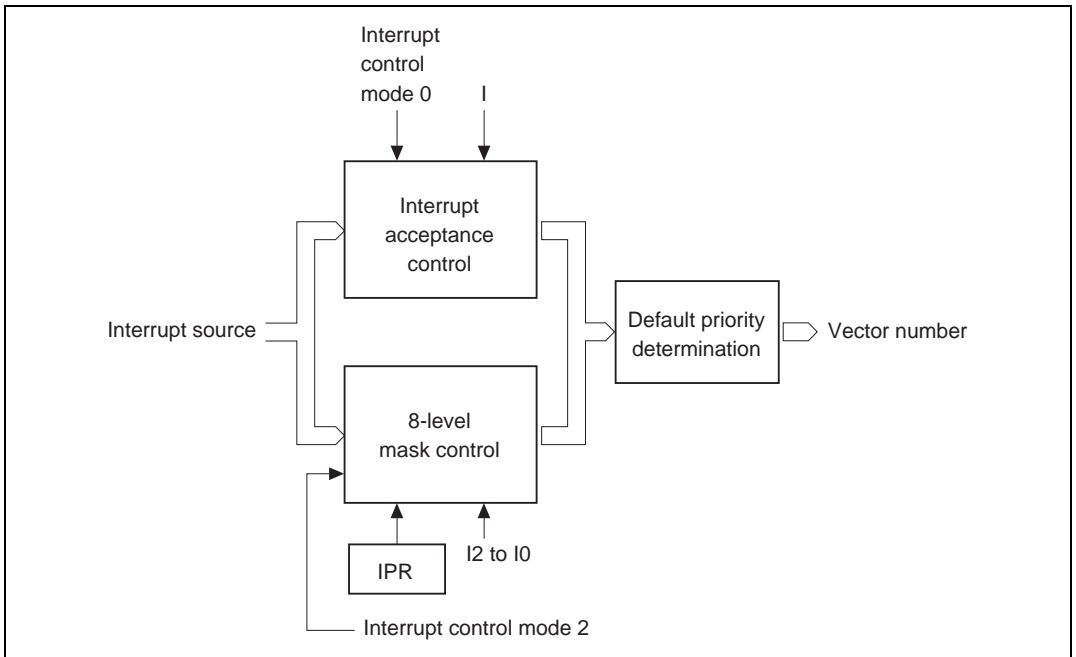 Interrupt
control
mode 0
I
Interrupt
acceptance
control
Interrupt source
Default priority
determination
Vector number
8-level
mask control
IPR
I2 to I0
Interrupt control mode 2